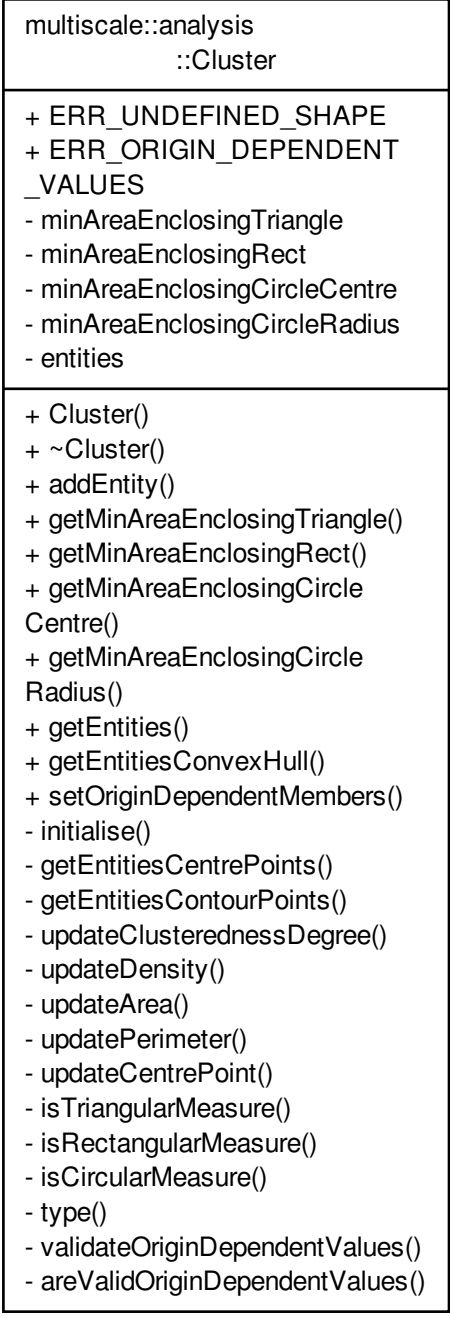 multiscale::analysis
::Cluster
+ ERR_UNDEFINED_SHAPE
+ ERR_ORIGIN_DEPENDENT
_VALUES
- minAreaEnclosingTriangle
- minAreaEnclosingRect
- minAreaEnclosingCircleCentre
- minAreaEnclosingCircleRadius
- entities
+ Cluster()
+ ~Cluster()
+ addEntity()
+ getMinAreaEnclosingTriangle()
+ getMinAreaEnclosingRect()
+ getMinAreaEnclosingCircle
Centre()
+ getMinAreaEnclosingCircle
Radius()
+ getEntities()
+ getEntitiesConvexHull()
+ setOriginDependentMembers()
- initialise()
- getEntitiesCentrePoints()
- getEntitiesContourPoints()
- updateClusterednessDegree()
- updateDensity()
- updateArea()
- updatePerimeter()
- updateCentrePoint()
- isTriangularMeasure()
- isRectangularMeasure()
- isCircularMeasure()
- type()
- validateOriginDependentValues()
- areValidOriginDependentValues()